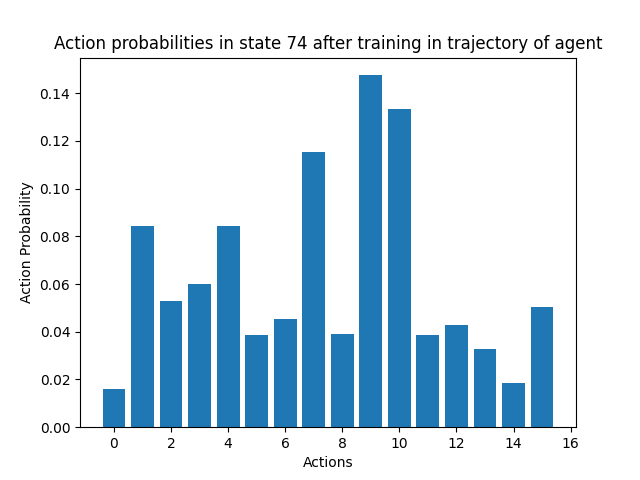 Action probabilities in state 74 after training in trajectory of agent
0.14
0.12
0.10
0.08
0.06
0.04
0.02
0.00
Action Probability
0 2 4 6 8 10 12 14 16
Actions